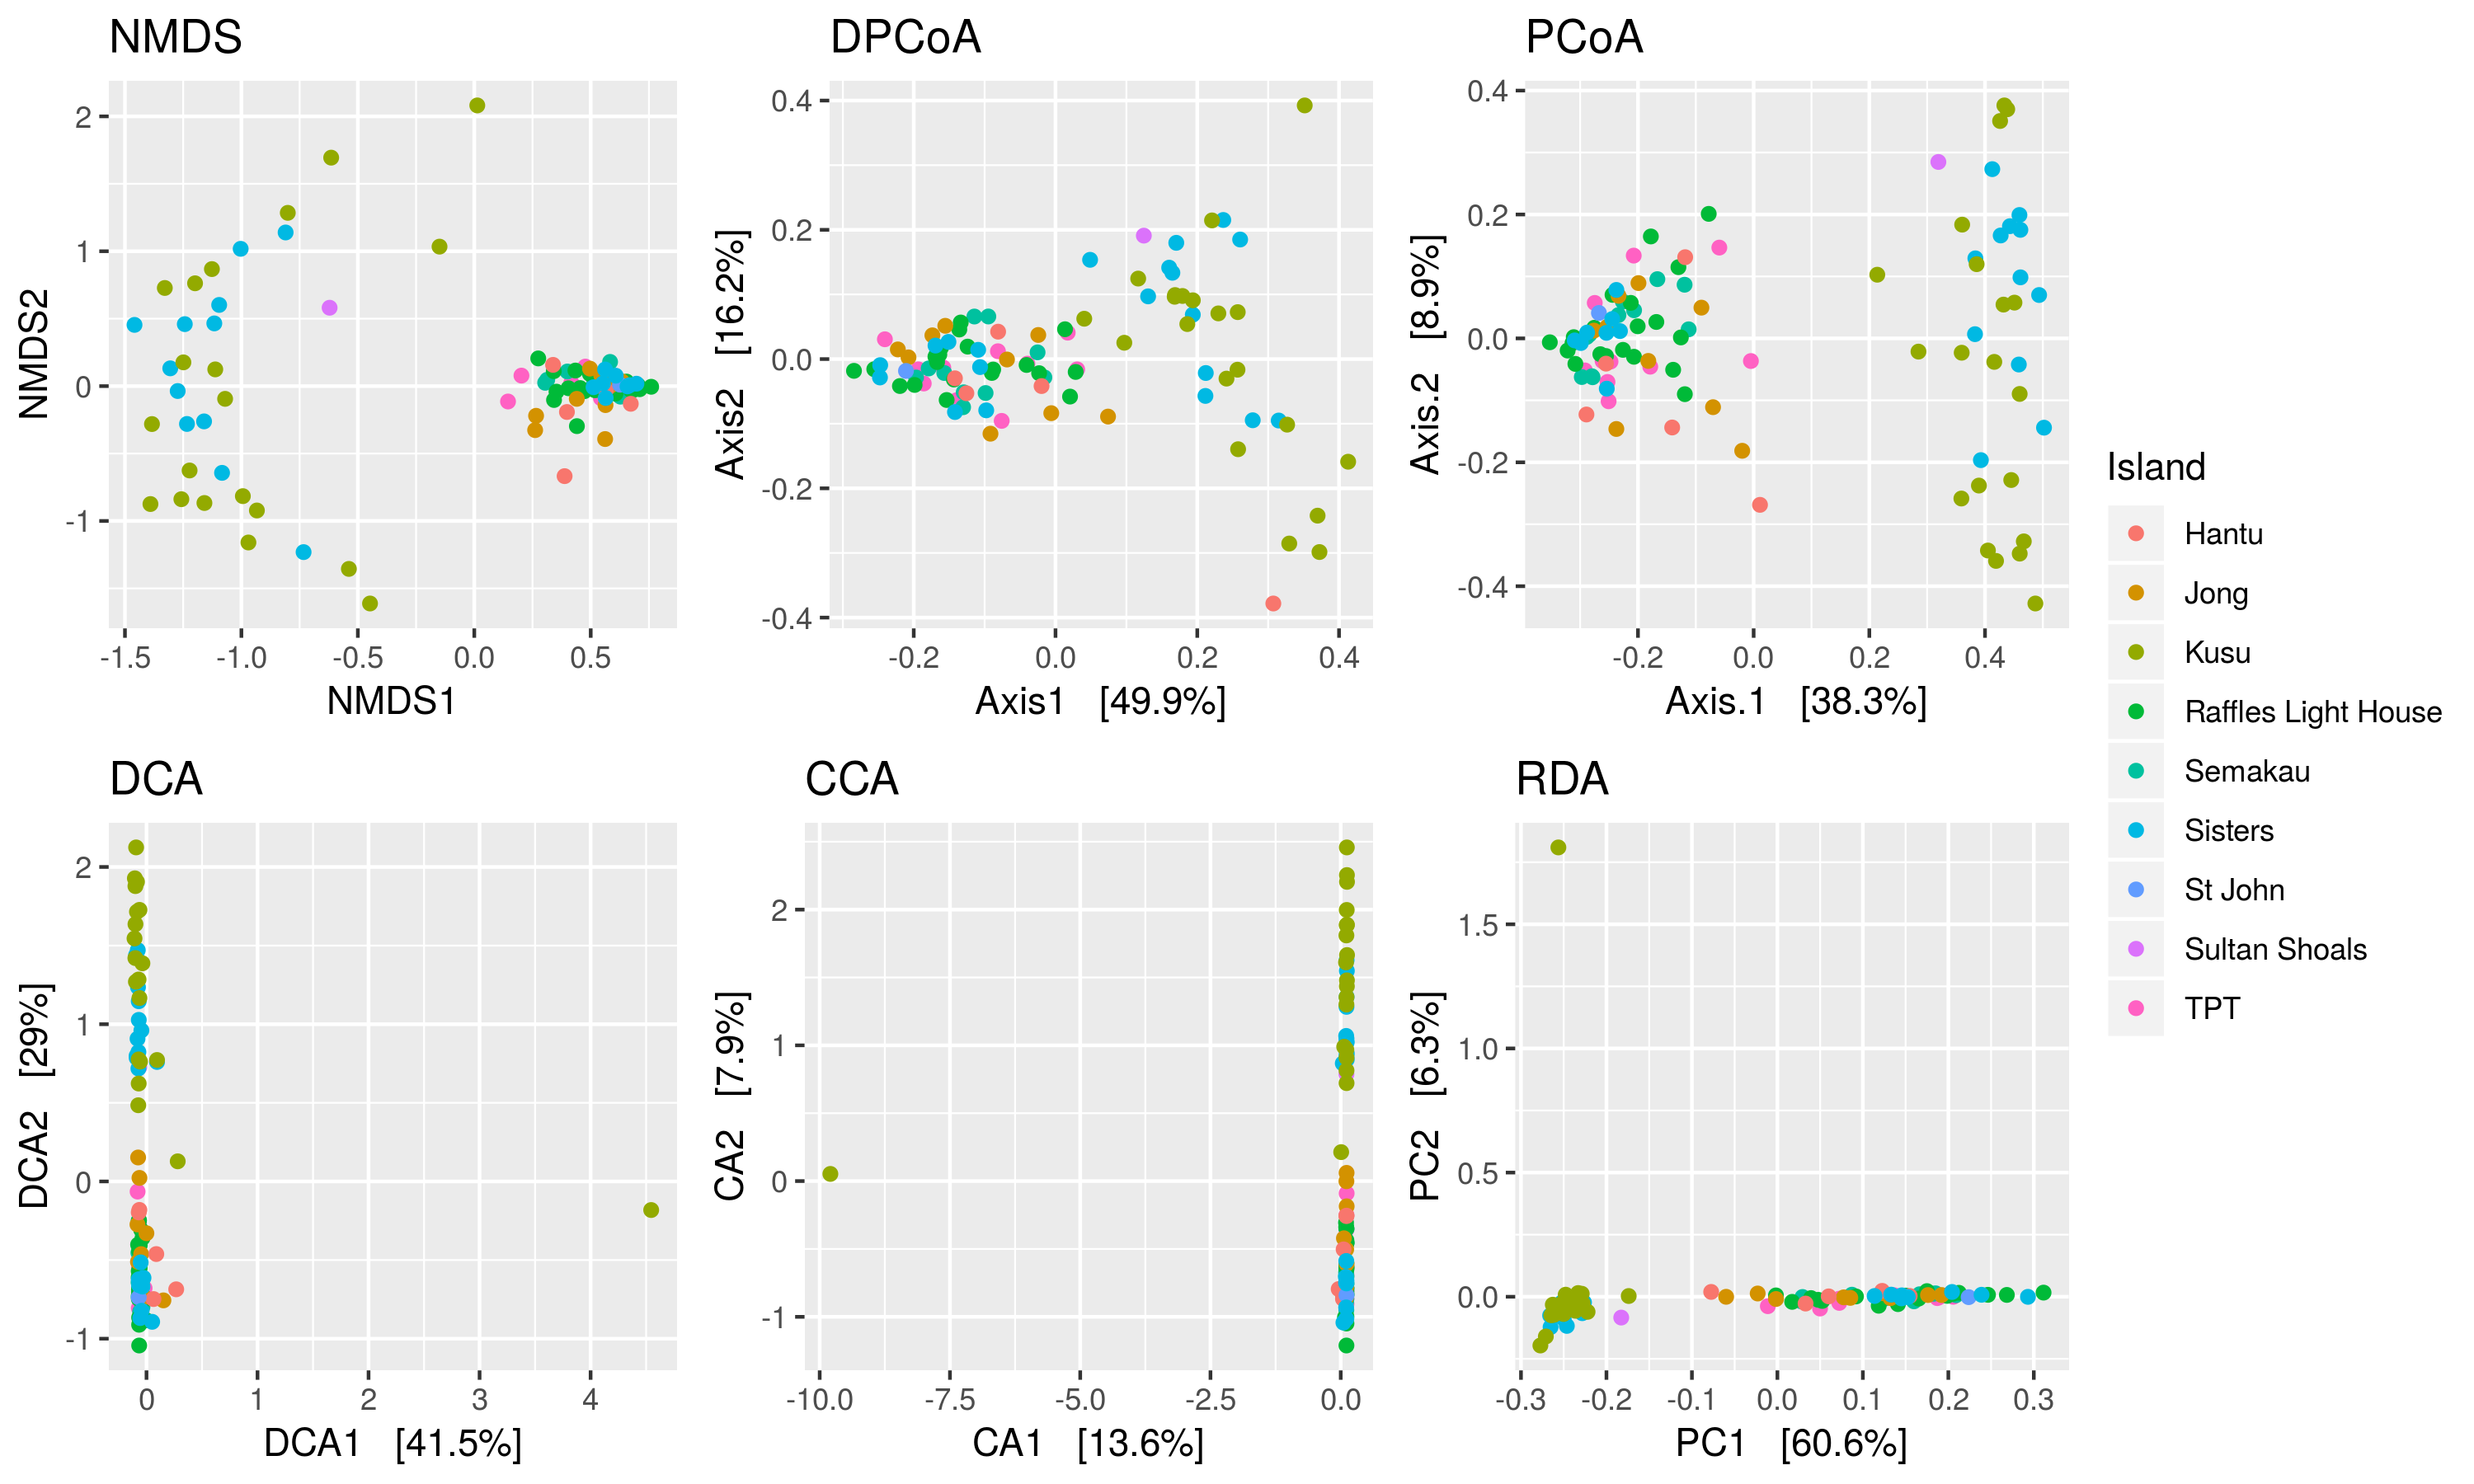 NMDS
2
1
0
-1
-1.5 -1.0 -0.5 0.0 0.5
NMDS1
NMDS2
DPCoA
0.4
0.2
0.0
-0.2
-0.4
-0.2 0.0 0.2 0.4
Axis1 [49.9%]
Axis2 [16.2%]
PCoA
0.4
0.2
0.0
-0.2
-0.4
-0.2 0.0 0.2 0.4
Axis.1 [38.3%]
Axis.2 [8.9%]
DCA
2
1
0
-1
0 1 2 3 4
DCA1 [41.5%]
DCA2 [29%]
CCA
2
1
0
-1
-10.0 -7.5 -5.0 -2.5 0.0
CA1 [13.6%]
CA2 [7.9%]
RDA
1.5
1.0
0.5
0.0
-0.3 -0.2 -0.1 0.0 0.1 0.2 0.3
PC1 [60.6%]
PC2 [6.3%]
Island
Hantu
Jong
Kusu
Raffles Light House
Semakau
Sisters
St John
Sultan Shoals
TPT